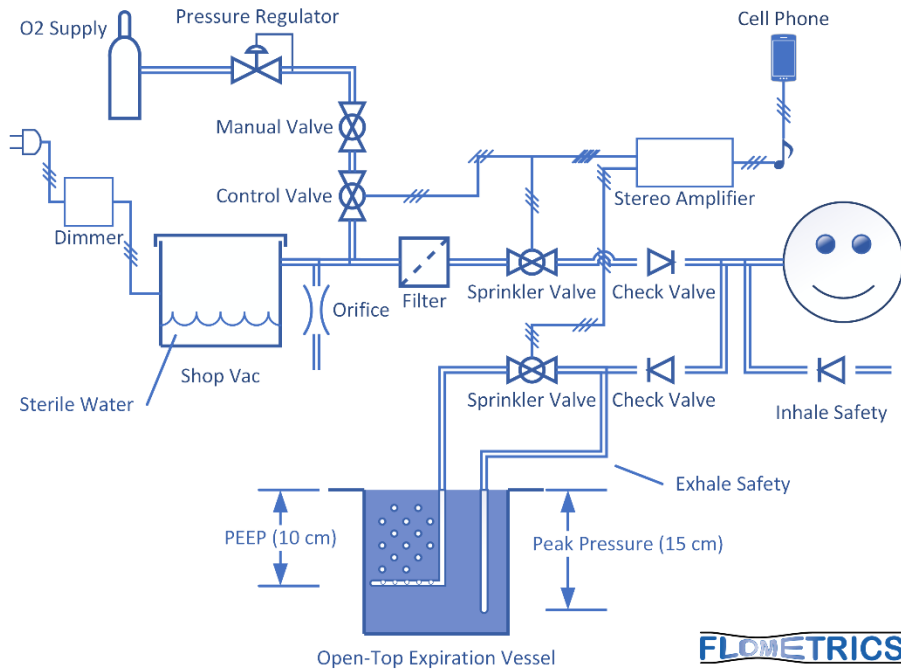 O2 Supply
Pressure Regulator
Cell Phone
Manual Valve
Control Valve
Stereo Amplifier
Dimmer
Orifice
Filter
Sprinkler Valve
Check Valve
Shop Vac
Sterile Water
Sprinkler Valve
Check Valve
Inhale Safety
Exhale Safety
PEEP (10 cm)
Peak Pressure (15 cm)
Open-Top Expiration Vessel
FLOMETRICS